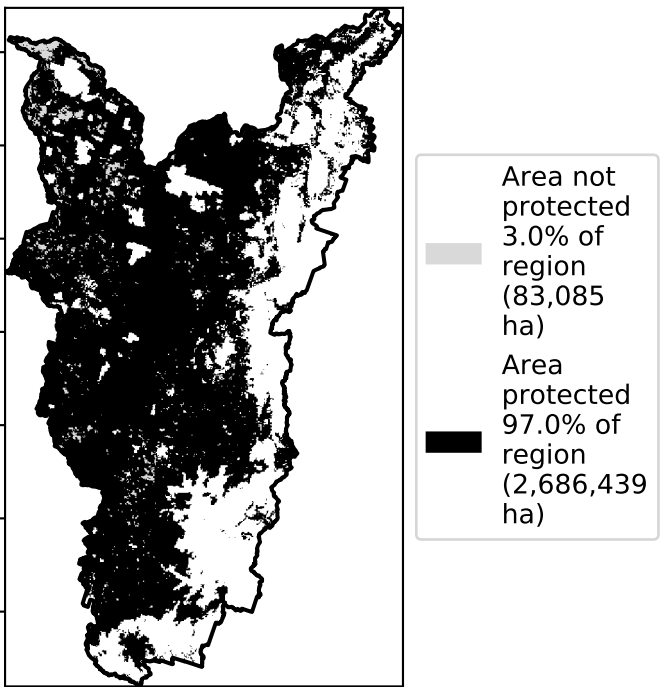 Area not
protected
3.0% of
region
(83,085
ha)
Area
protected
97.0% of
region
(2,686,439
ha)